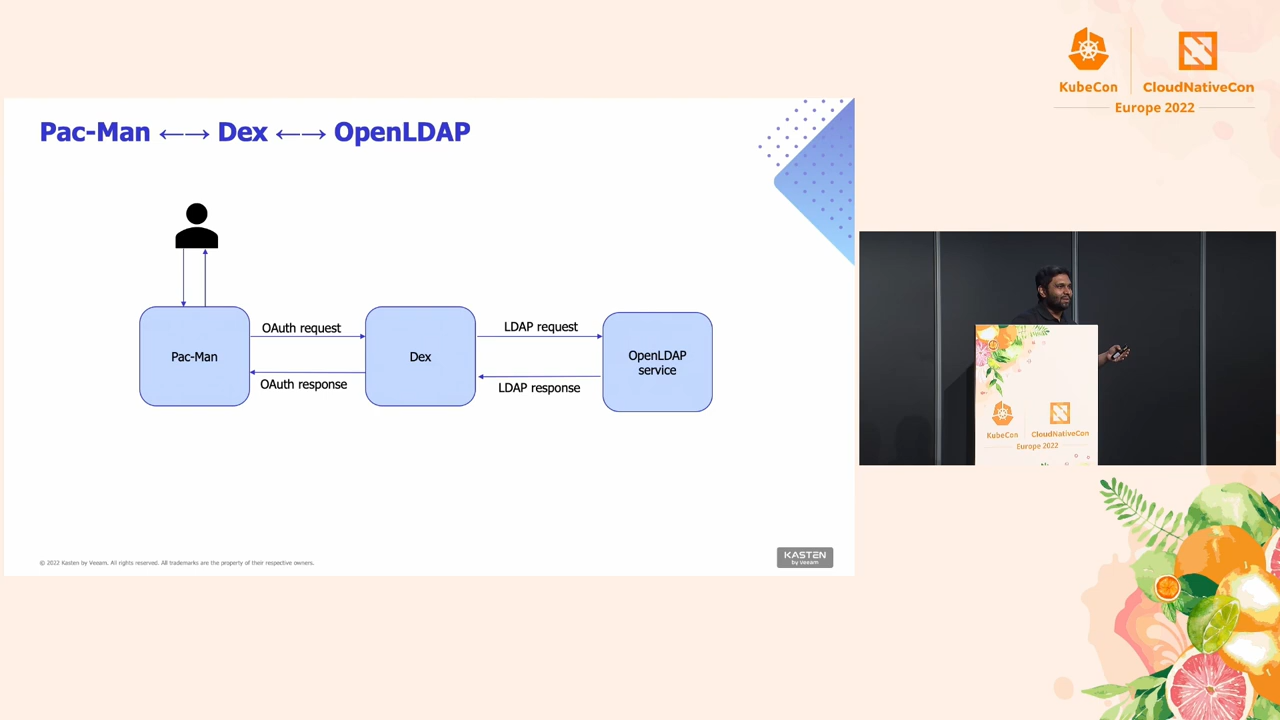 KubeCon
CloudNativeCon
Europe 2022
Pac-Man ←→ Dex ←→ OpenLDAP
OAuth request
LDAP request
Pac-Man
Dex
OpenLDAP
service
OAuth response
LDAP response
© 2022 Kasten by Veeam. All rights reserved. All trademarks are the property of their respective owners.
KASTEN
by Veeam
KubeCon
CloudNativeCon
Europe 2022